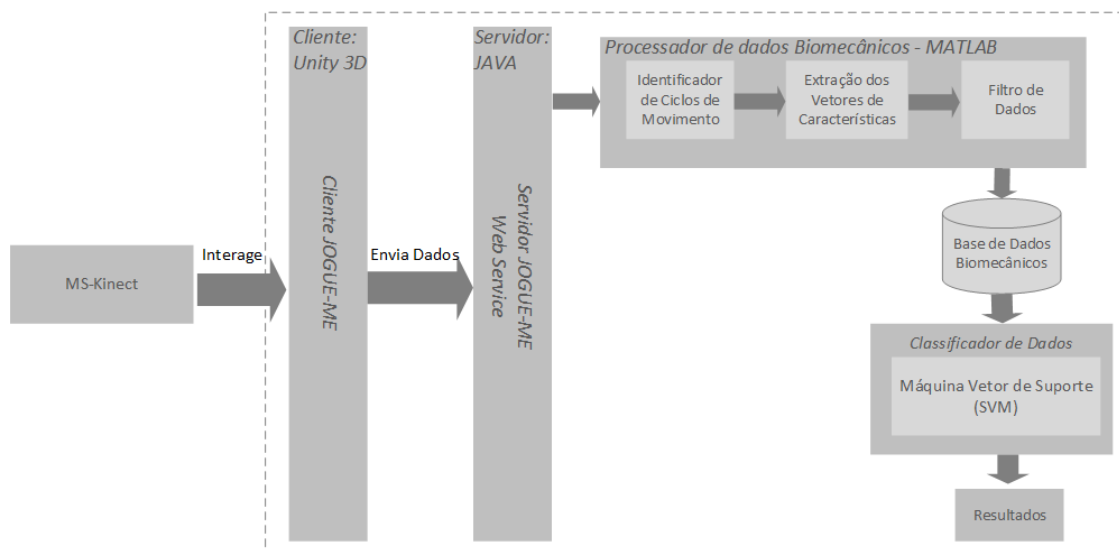 Cliente:
Unity 3D
Servidor:
JAVA
Processador de dados Biomecânicos - MATLAB
Identificador
de Ciclos de
Movimento
Extração dos
Vetores de
Características
Filtro de
Dados
MS-Kinect
Interage
Cliente JOGUE-ME
Envia Dados
Servidor JOGUE-ME
Web Service
Base de Dados
Biomecânicos
Classificador de Dados
Máquina Vetor de Suporte
(SVM)
Resultados